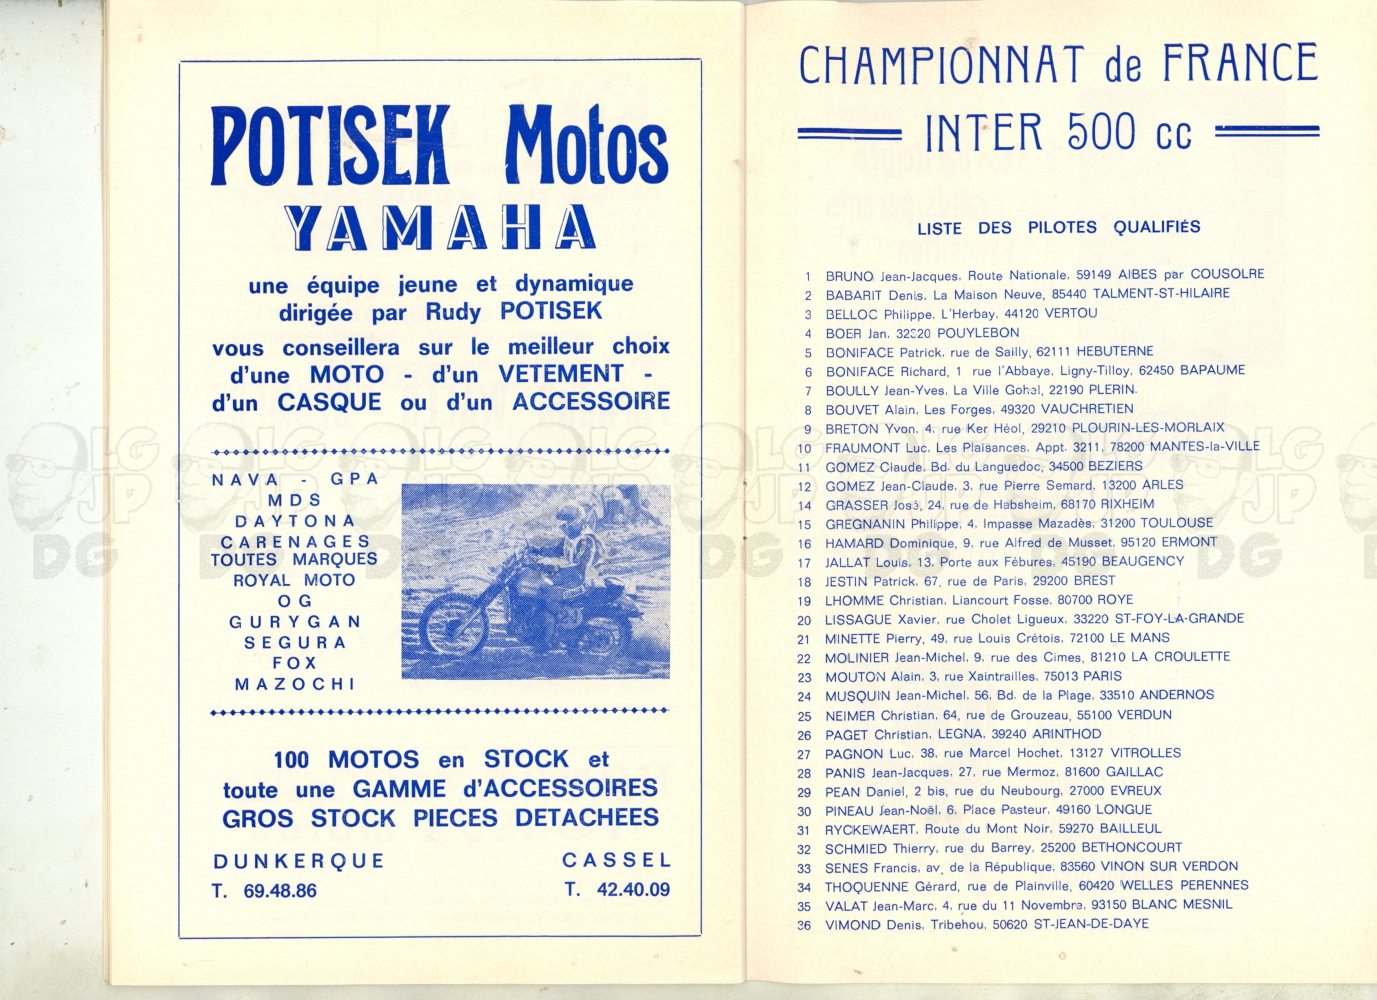 POTISEK Motos
YAMAHA
une équipe jeune et dynamique
dirigée par Rudy POTISEK
vous conseillera sur le meilleur choix
d'une MOTO - d'un VETEMENT -
d'un CASQUE ou d'un ACCESSOIRE
NAVA - GPA
MDS
DAYTONA
CARENAGES
TOUTES MARQUES
ROYAL MOTO
OG
GURYGAN
SEGURA
FOX
MAZOCHI
100 MOTOS en STOCK et
toute une GAMME d'ACCESSOIRES
GROS STOCK PIECES DETACHEES
DUNKERQUE CASSEL
T. 69.48.86 T. 42.40.09
CHAMPIONNAT de FRANCE
INTER 500 cc
LISTE DES PILOTES QUALIFIÉS
1 BRUNO Jean-Jacques, Route Nationale, 59149 AIBES par COUSOLRE
2 BABARIT Denis, La Maison Neuve, 85440 TALMENT-ST-HILAIRE
3 BELLOC Philippe, L'Herbay, 44120 VERTOU
4 BOER Jan, 32320 POUYLEBON
5 BONIFACE Patrick, rue de Sailly, 62111 HEBUTERNE
6 BONIFACE Richard, 1 rue l'Abbaye, Ligny-Tilloy, 62450 BAPAUME
7 BOULLY Jean-Yves, La Ville Gohel, 22190 PLERIN
8 BOUVET Alain, Les Forges, 49320 VAUCHRETIEN
9 BRETON Yvon, 4, rue Ker Héol, 29210 PLOURIN-LES-MORLAIX
10 FRAUMONT Luc, Les Plaisances, Appt. 3211, 78200 MANTES-la-VILLE
11 GOMEZ Claude, Bd. du Languedoc, 34500 BEZIERS
12 GOMEZ Jean-Claude, 3, rue Pierre Semard, 13200 ARLES
14 GRASSER José, 24, rue de Habsheim, 68170 RIXHEIM
15 GREGNANIN Philippe, 4, Impasse Mazadès, 31200 TOULOUSE
16 HAMARD Dominique, 9, rue Alfred de Musset, 95120 ERMONT
17 JALLAT Louis, 13, Porte aux Fébures, 45190 BEAUGENCY
18 JESTIN Patrick, 67, rue de Paris, 29200 BREST
19 LHOMME Christian, Liancourt Fosse, 80700 ROYE
20 LISSAGUE Xavier, rue Cholet Ligueux, 33220 ST-FOY-LA-GRANDE
21 MINETTE Pierry, 49, rue Louis Crétois, 72100 LE MANS
22 MOLINIER Jean-Michel, 9, rue des Cimes, 81210 LA CROULETTE
23 MOUTON Alain, 3, rue Xaintrailles, 75013 PARIS
24 MUSQUIN Jean-Michel, 56, Bd. de la Plage, 33510 ANDERNOS
25 NEIMER Christian, 64, rue de Grouzeau, 55100 VERDUN
26 PAGET Christian, LEGNA, 39240 ARINTHOD
27 PAGNON Luc, 38, rue Marcel Hochet, 13127 VITROLLES
28 PANIS Jean-Jacques, 27, rue Mermoz, 81600 GAILLAC
29 PEAN Daniel, 2 bis, rue du Neubourg, 27000 EVREUX
30 PINEAU Jean-Noël, 6, Place Pasteur, 49160 LONGUE
31 RYCKEWAERT, Route du Mont Noir, 59270 BAILLEUL
32 SCHMIED Thierry, rue du Barrey, 25200 BETHONCOURT
33 SENES Francis, av. de la République, 83560 VINON SUR VERDON
34 THOQUENNE Gérard, rue de Plainville, 60420 WELLES PERENNES
35 VALAT Jean-Marc, 4, rue du 11 Novembre, 93150 BLANC MESNIL
36 VIMOND Denis, Tribehou, 50620 ST-JEAN-DE-DAYE
LG JP DG